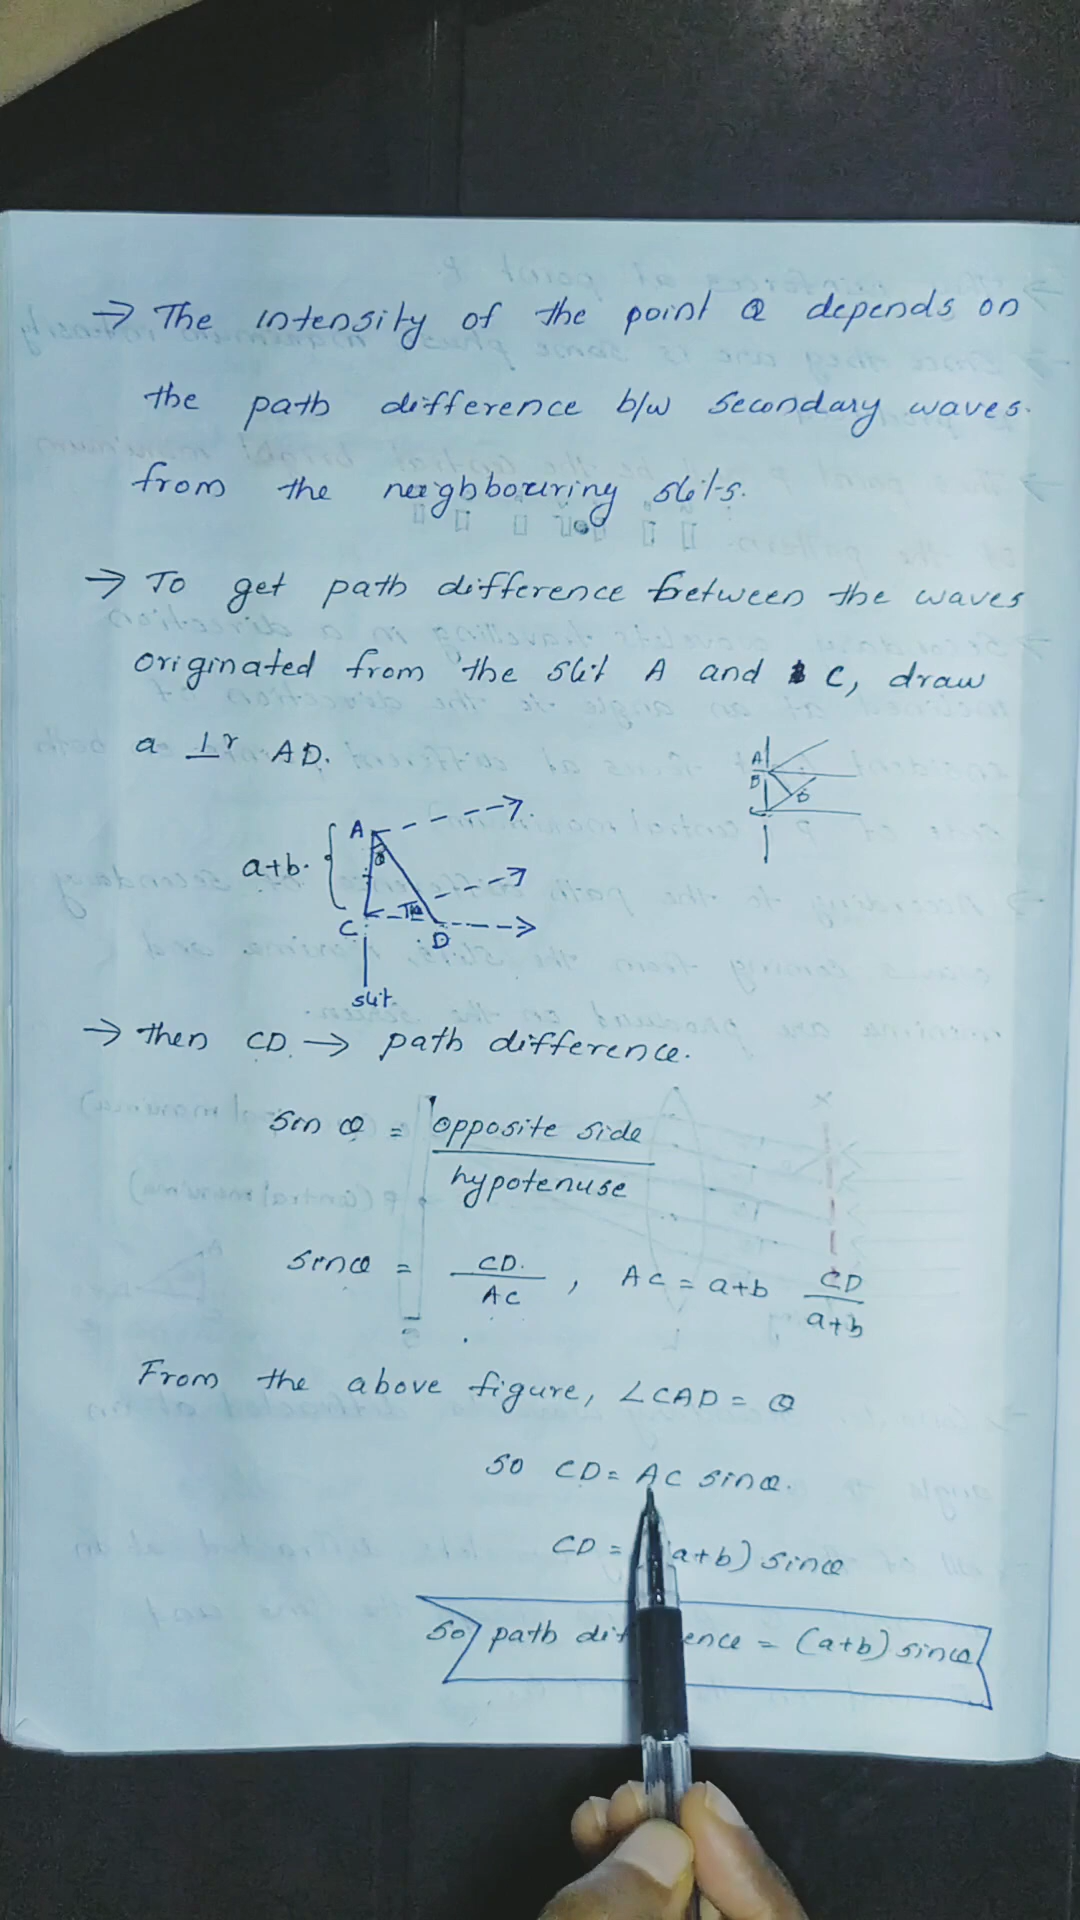 → The intensity of the point Q depends on
the path difference b/w secondary waves.
from the neighbouring slits.
→ To get path difference between the waves
originated from the slit A and C, draw
a ⊥r AD.
A
B
D
A
θ
a+b.
C
D
slit
→ then CD → path difference.
sin θ = opposite side
hypotenuse
sinθ = CD. / AC , AC = a+b CD / a+b
From the above figure, ∠CAD = θ
so CD = AC sinθ.
CD = (a+b) sinθ
so path difference = (a+b) sinθ